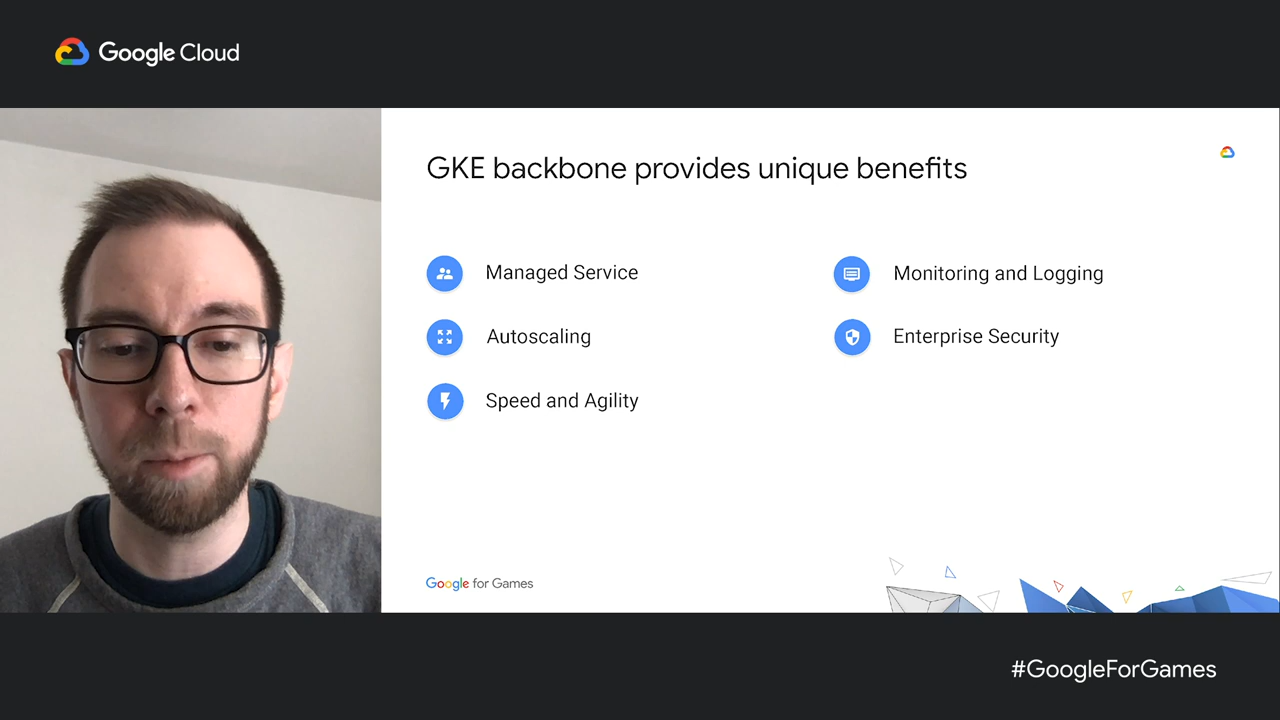 Google Cloud
GKE backbone provides unique benefits
Managed Service
Autoscaling
Speed and Agility
Monitoring and Logging
Enterprise Security
Google for Games
#GoogleForGames